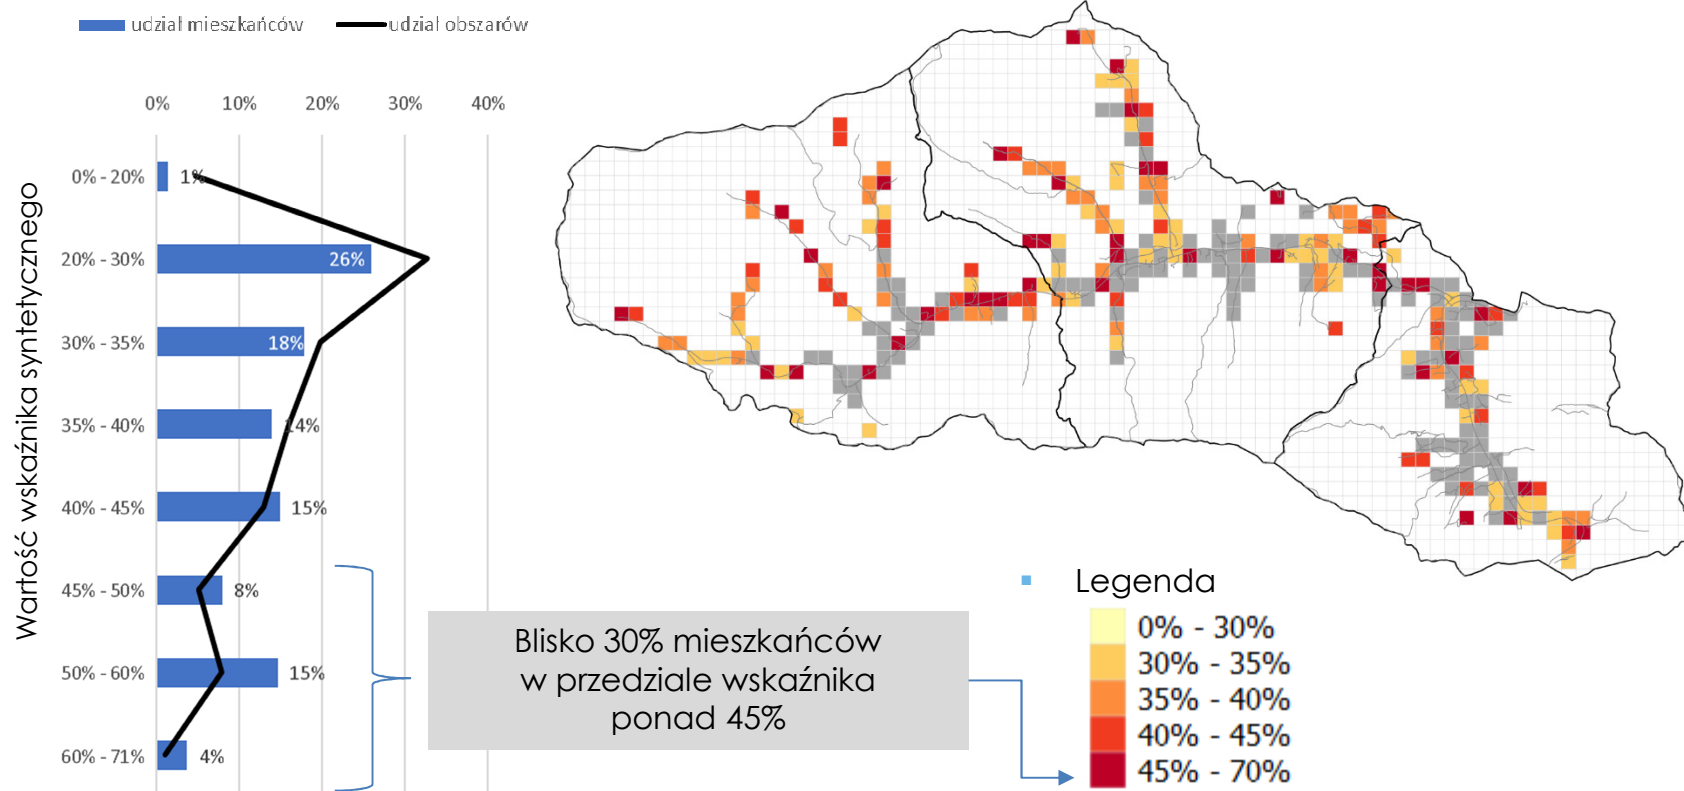 udział mieszkańców
udział obszarów
0%
10%
20%
30%
40%
Wartość wskaźnika syntetycznego
0% - 20%
1%
20% - 30%
26%
30% - 35%
18%
35% - 40%
14%
40% - 45%
15%
45% - 50%
8%
50% - 60%
15%
60% - 71%
4%
Blisko 30% mieszkańców
w przedziale wskaźnika
ponad 45%
Legenda
0% - 30%
30% - 35%
35% - 40%
40% - 45%
45% - 70%